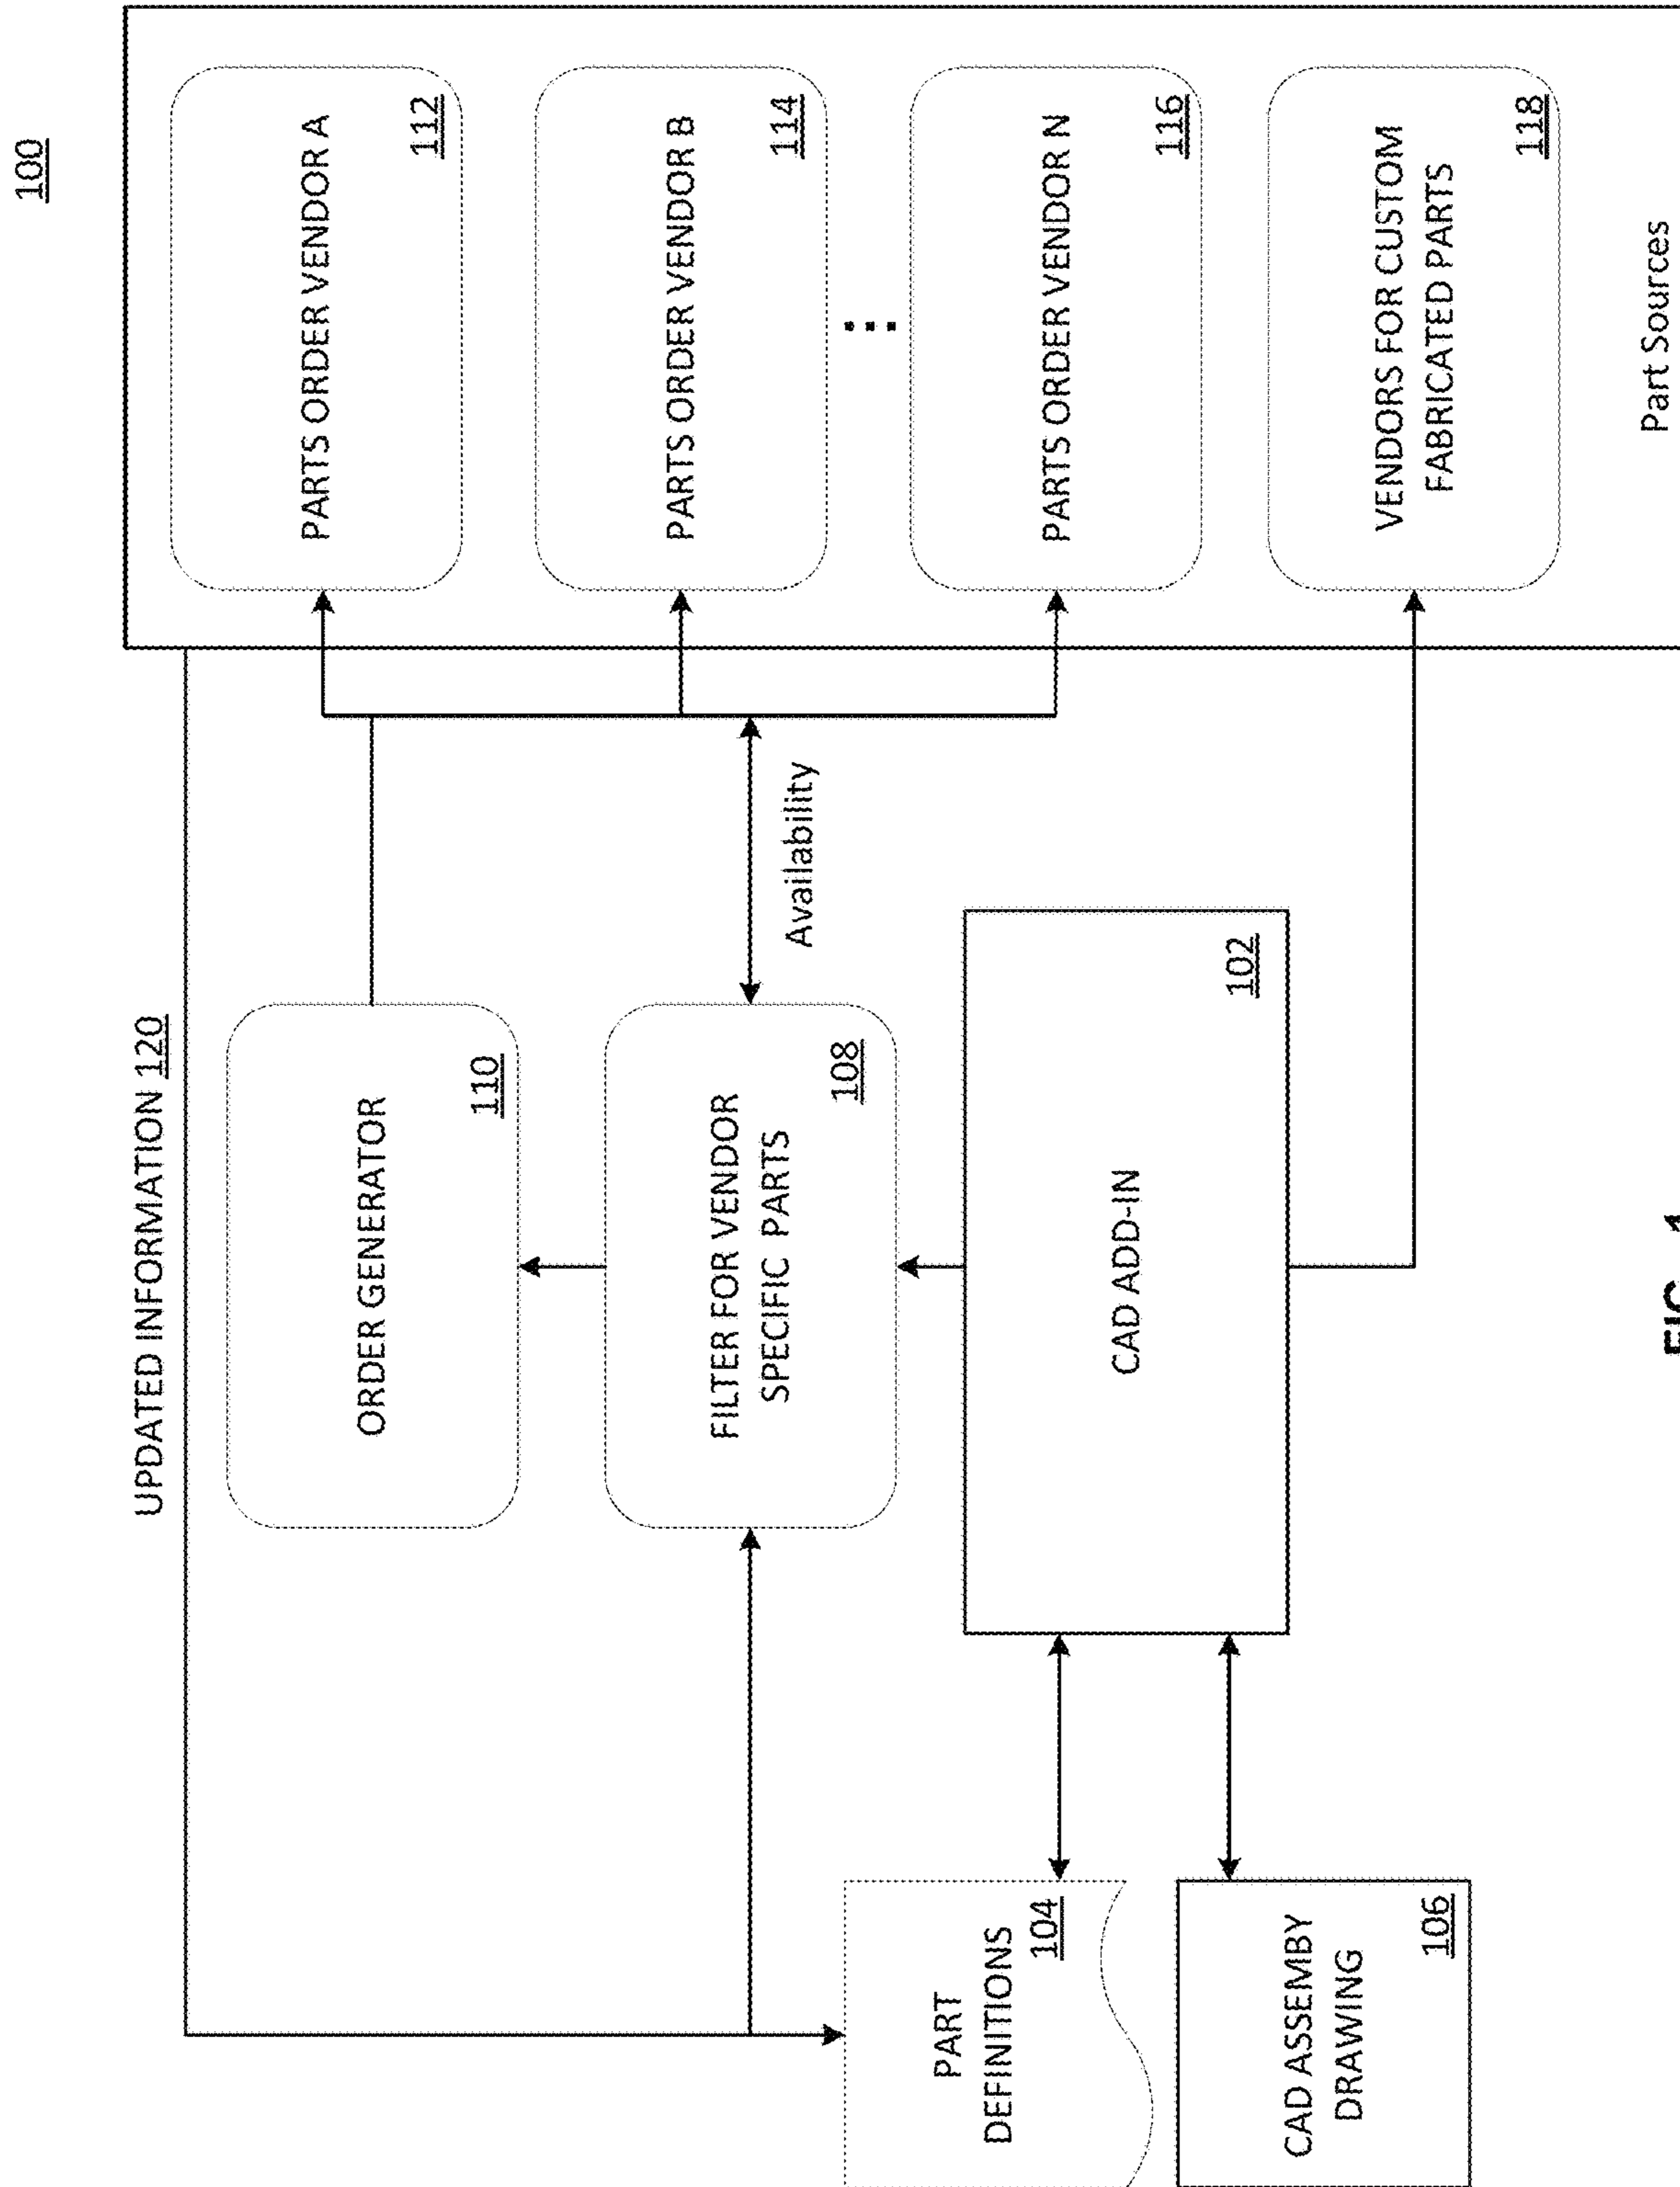 100
UPDATED INFORMATION 120
ORDER GENERATOR
110
PARTS ORDER VENDOR A
112
FILTER FOR VENDOR
SPECIFIC PARTS
108
Availability
PARTS ORDER VENDOR B
114
PART
DEFINITIONS
104
CAD ADD-IN
102
PARTS ORDER VENDOR N
116
CAD ASSEMBY
DRAWING
106
VENDORS FOR CUSTOM
FABRICATED PARTS
118
Part Sources
FIG. 1